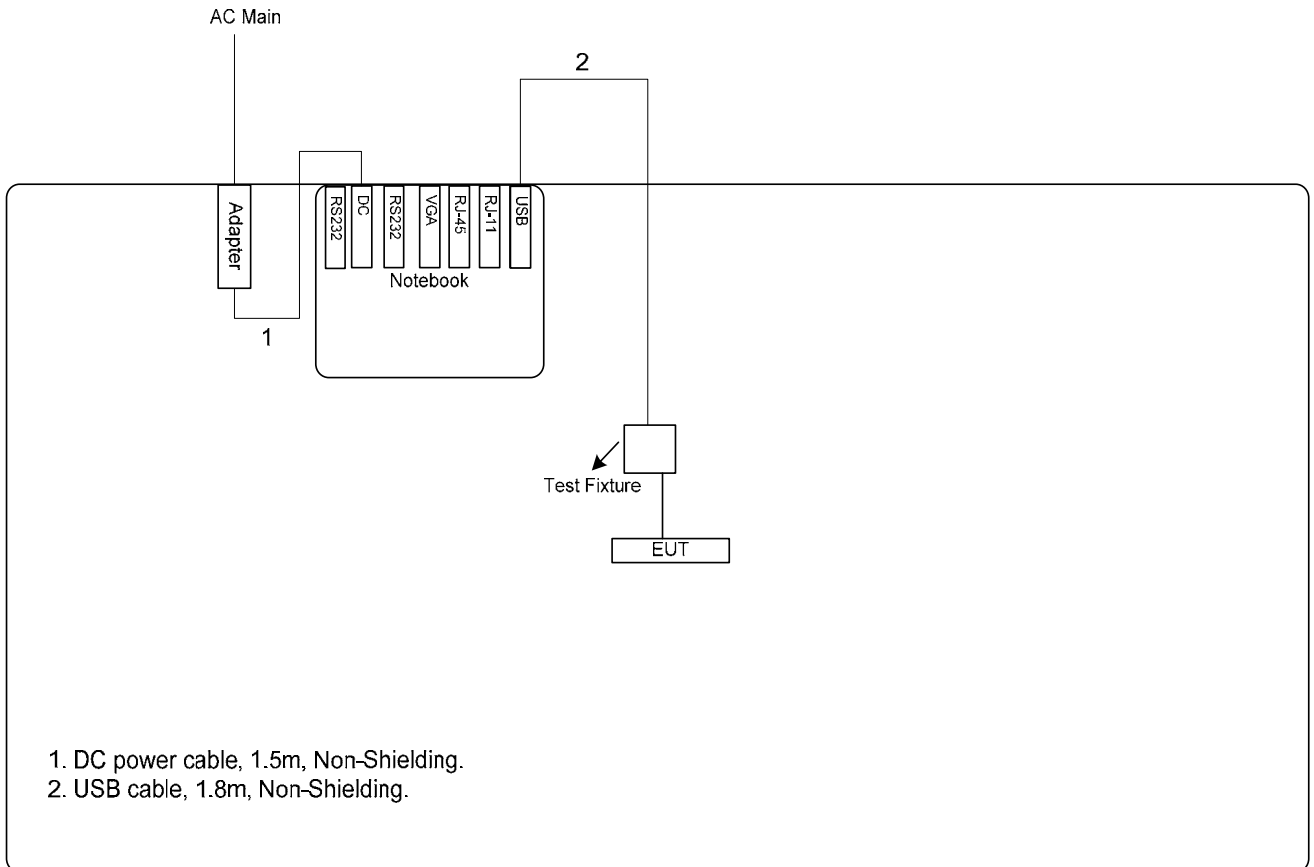 AC Main
2
Adapter
RS232
DC
RS232
VGA
RJ-45
RJ-11
USB
Notebook
1
Test Fixture
EUT
1. DC power cable, 1.5m, Non-Shielding.
2. USB cable, 1.8m, Non-Shielding.